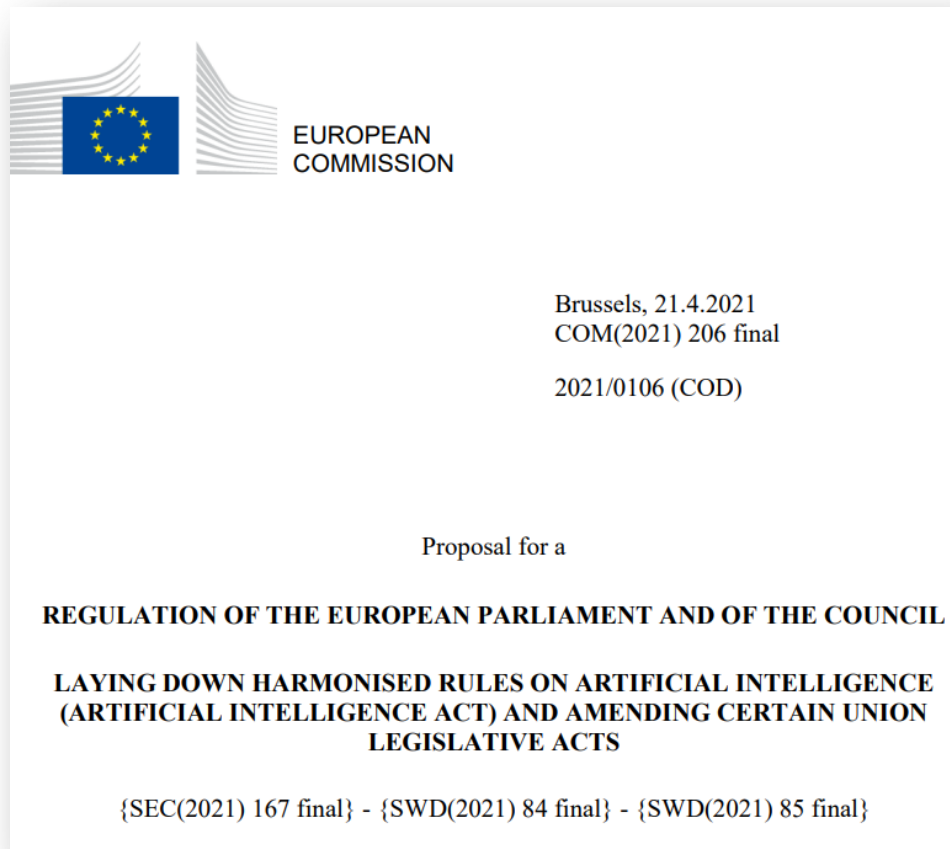 EUROPEAN
COMMISSION
Brussels, 21.4.2021
COM(2021) 206 final
2021/0106 (COD)
Proposal for a
REGULATION OF THE EUROPEAN PARLIAMENT AND OF THE COUNCIL
LAYING DOWN HARMONISED RULES ON ARTIFICIAL INTELLIGENCE
(ARTIFICIAL INTELLIGENCE ACT) AND AMENDING CERTAIN UNION
LEGISLATIVE ACTS
{SEC(2021) 167 final} - {SWD(2021) 84 final} - {SWD(2021) 85 final}